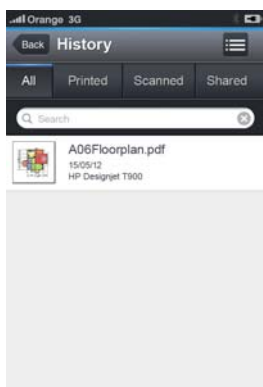 Orange 3G
Back History
All Printed Scanned Shared
Search
A06Floorplan.pdf
15/05/12
HP Designjet T900